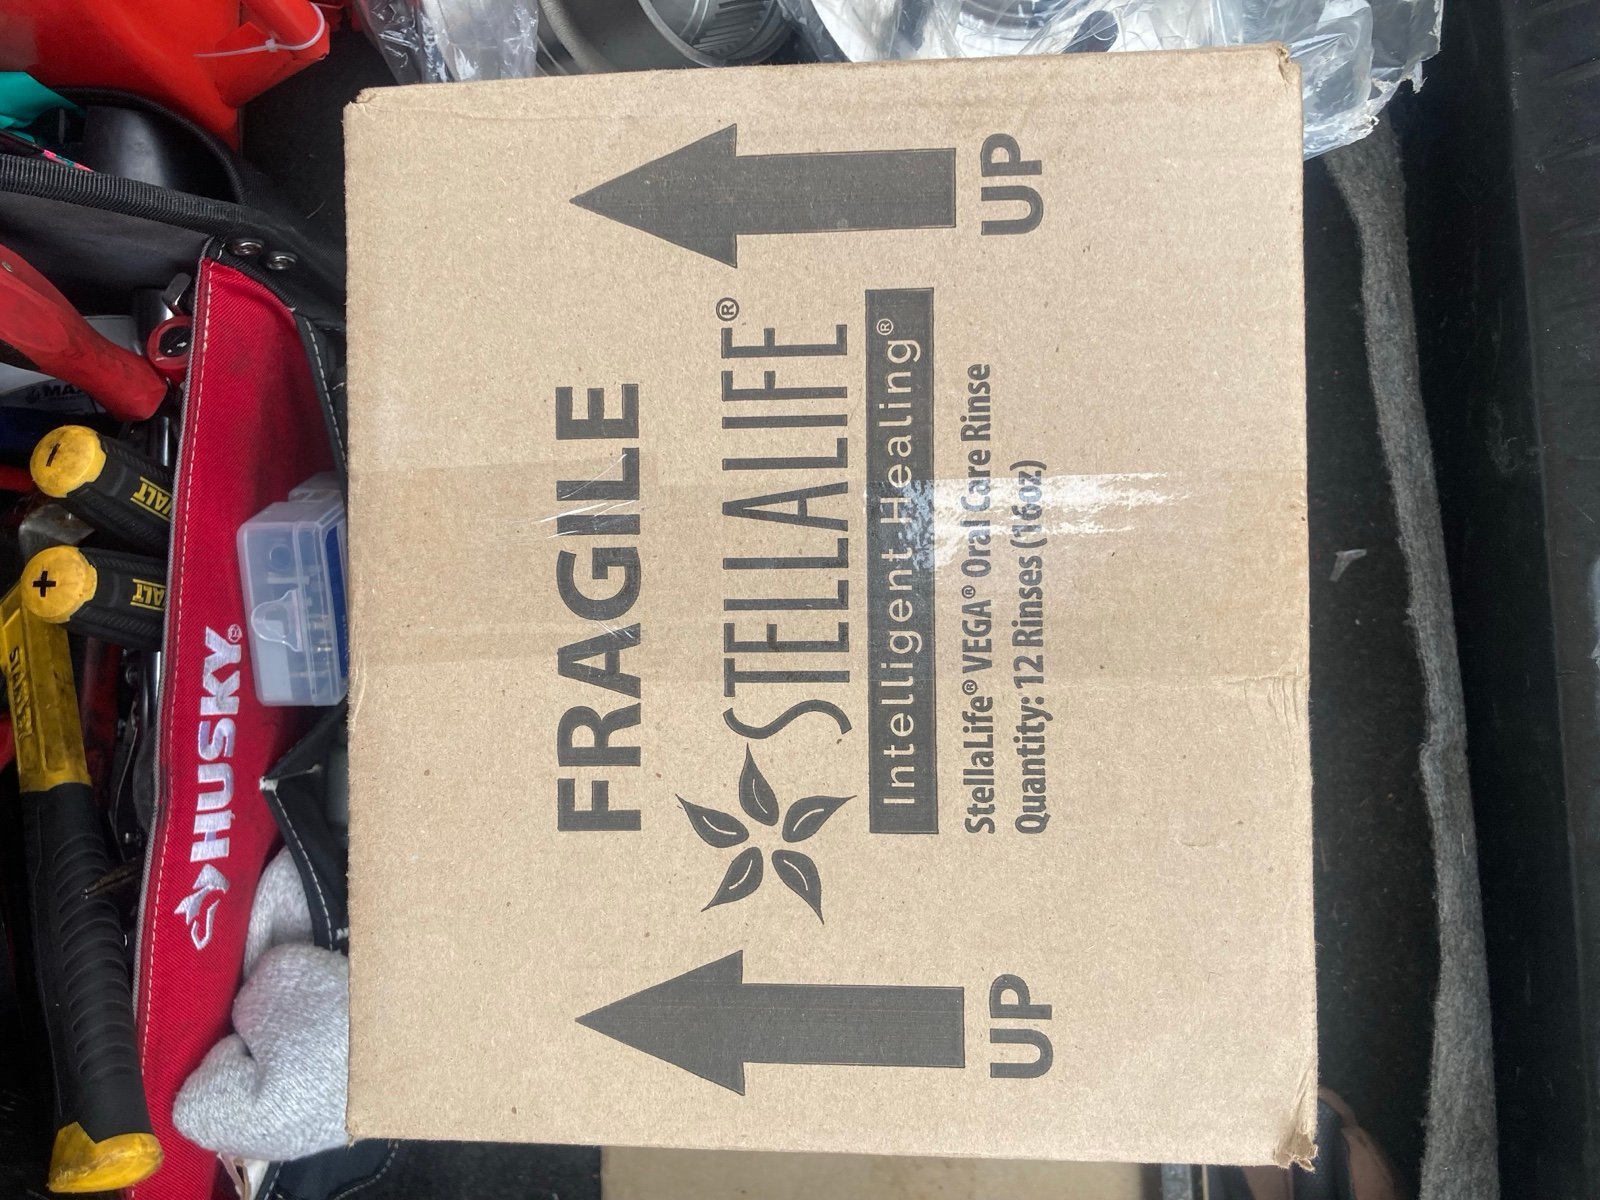 FRAGILE
STELLALIFE®
Intelligent Healing®
StellaLife® VEGA® Oral Care Rinse
Quantity: 12 Rinses (16oz)
UP
UP
HUSKY®
-
+